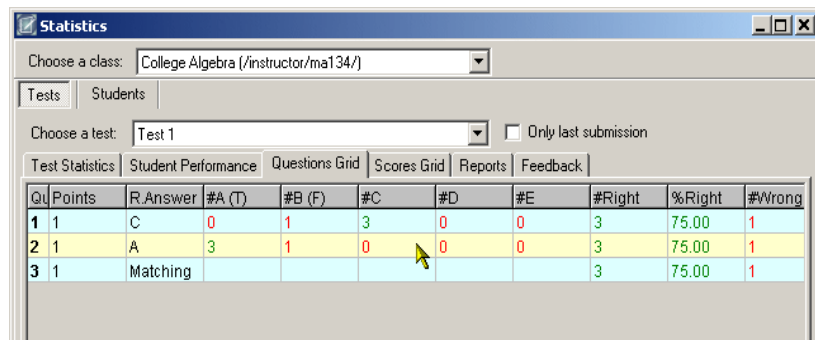 Statistics
Choose a class: College Algebra (/instructor/ma134/)
Tests Students
Choose a test: Test 1 Only last submission
Test Statistics Student Performance Questions Grid Scores Grid Reports Feedback
Qu Points R.Answer #A (T) #B (F) #C #D #E #Right %Right #Wrong
1 1 C 0 1 3 0 0 3 75.00 1
2 1 A 3 1 0 0 0 3 75.00 1
3 1 Matching 3 75.00 1